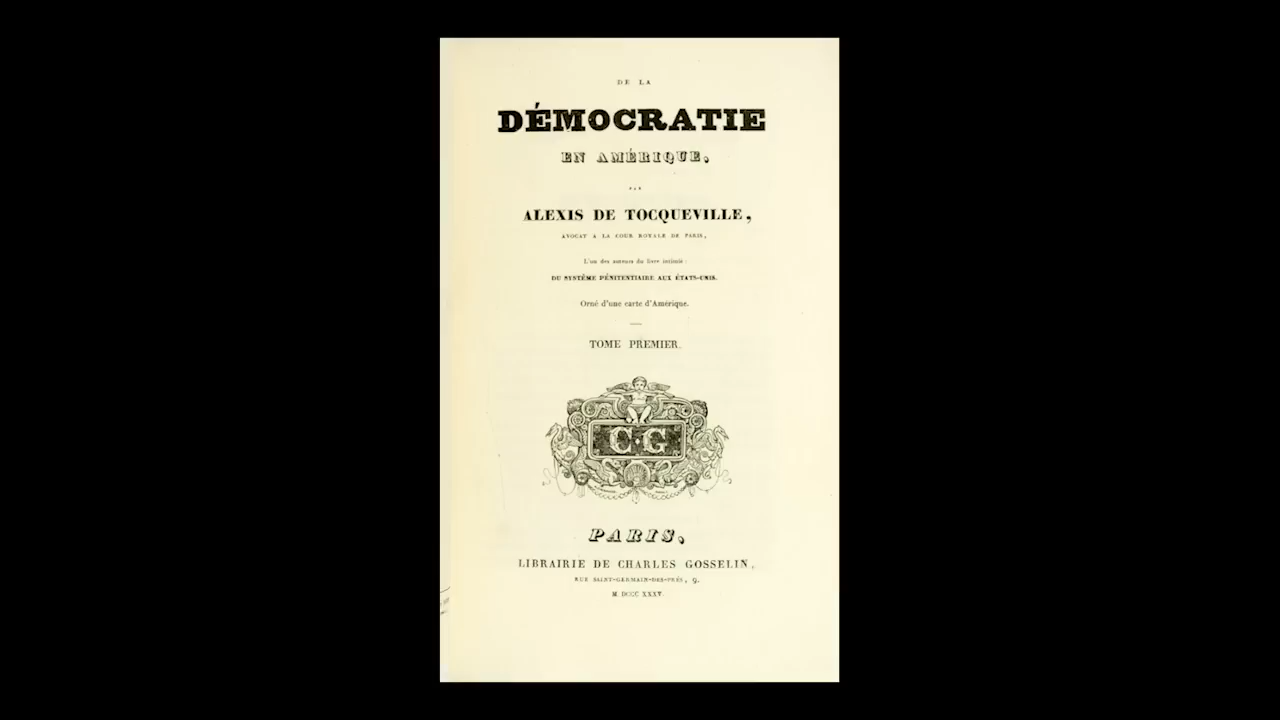 DE LA
DÉMOCRATIE
EN AMÉRIQUE,
PAR
ALEXIS DE TOCQUEVILLE,
AVOCAT A LA COUR ROYALE DE PARIS,
L'un des auteurs du livre intitulé :
DU SYSTÊME PÉNITENTIAIRE AUX ÉTATS-UNIS.
Orné d'une carte d'Amérique.
TOME PREMIER.
C·G
PARIS,
LIBRAIRIE DE CHARLES GOSSELIN,
RUE SAINT-GERMAIN-DES-PRÉS, 9.
M DCCC XXXV